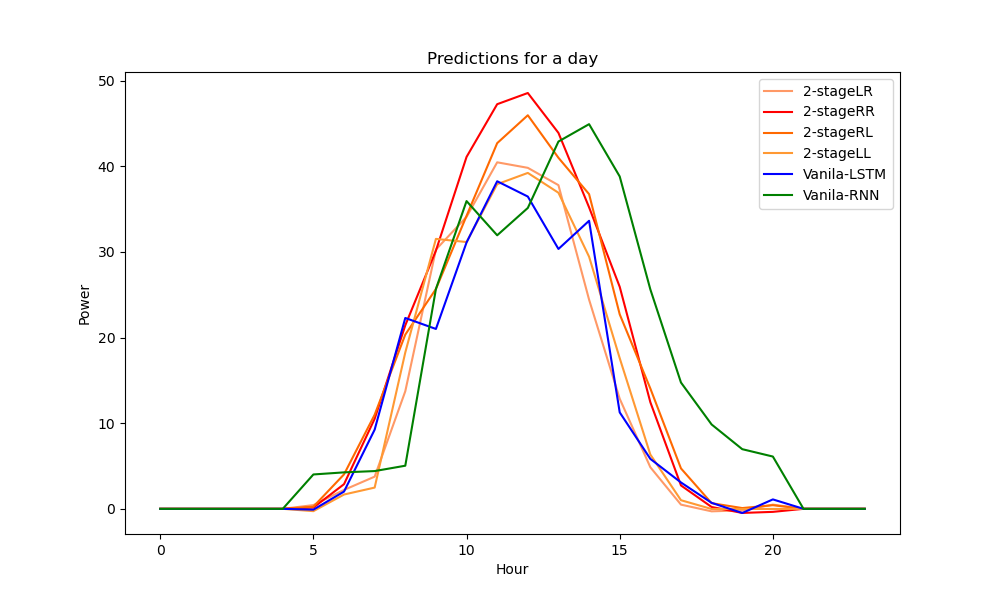 Predictions for a day
50
40
30
20
10
0
Power
0 5 10 15 20
Hour
2-stageLR
2-stageRR
2-stageRL
2-stageLL
Vanila-LSTM
Vanila-RNN